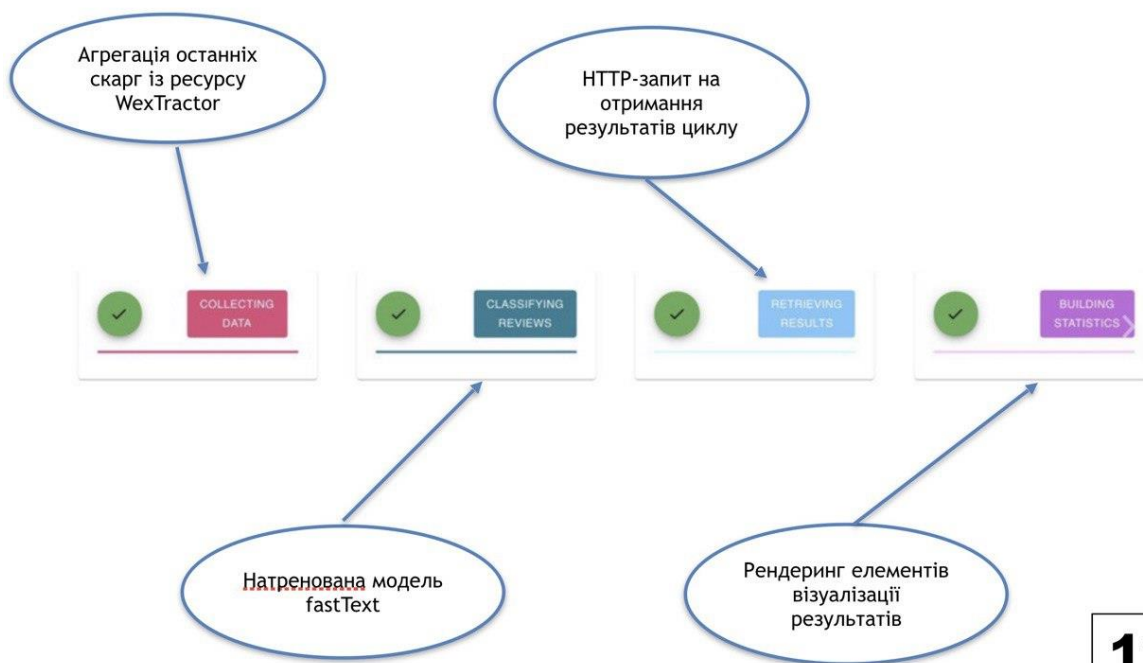 Агрегація останніх
скарг із ресурсу
WexTractor
HTTP-запит на
отримання
результатів циклу
COLLECTING
DATA
CLASSIFYING
REVIEWS
RETRIEVING
RESULTS
BUILDING
STATISTICS
Натренована модель
fastText
Рендеринг елементів
візуалізації
результатів
1